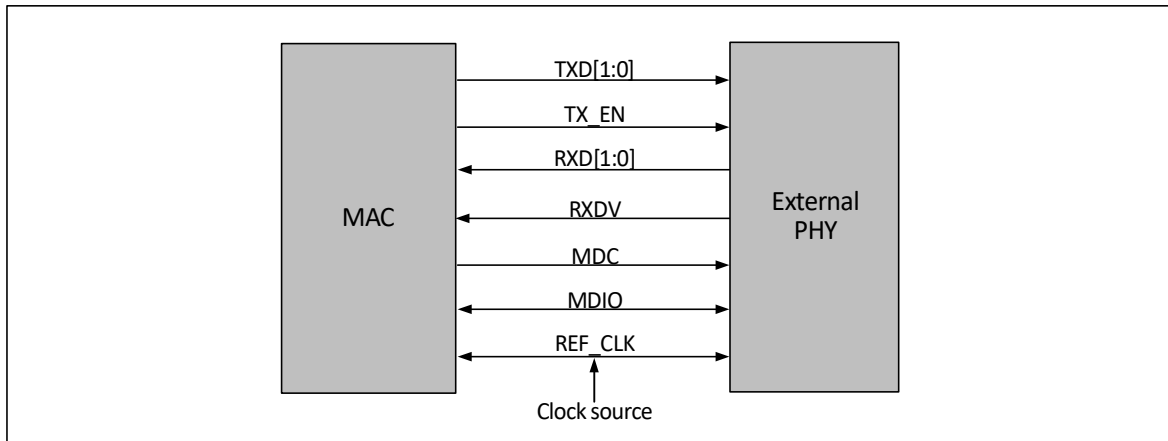 MAC
TXD[1:0]
TX_EN
RXD[1:0]
RXDV
MDC
MDIO
REF_CLK
Clock source
External
PHY